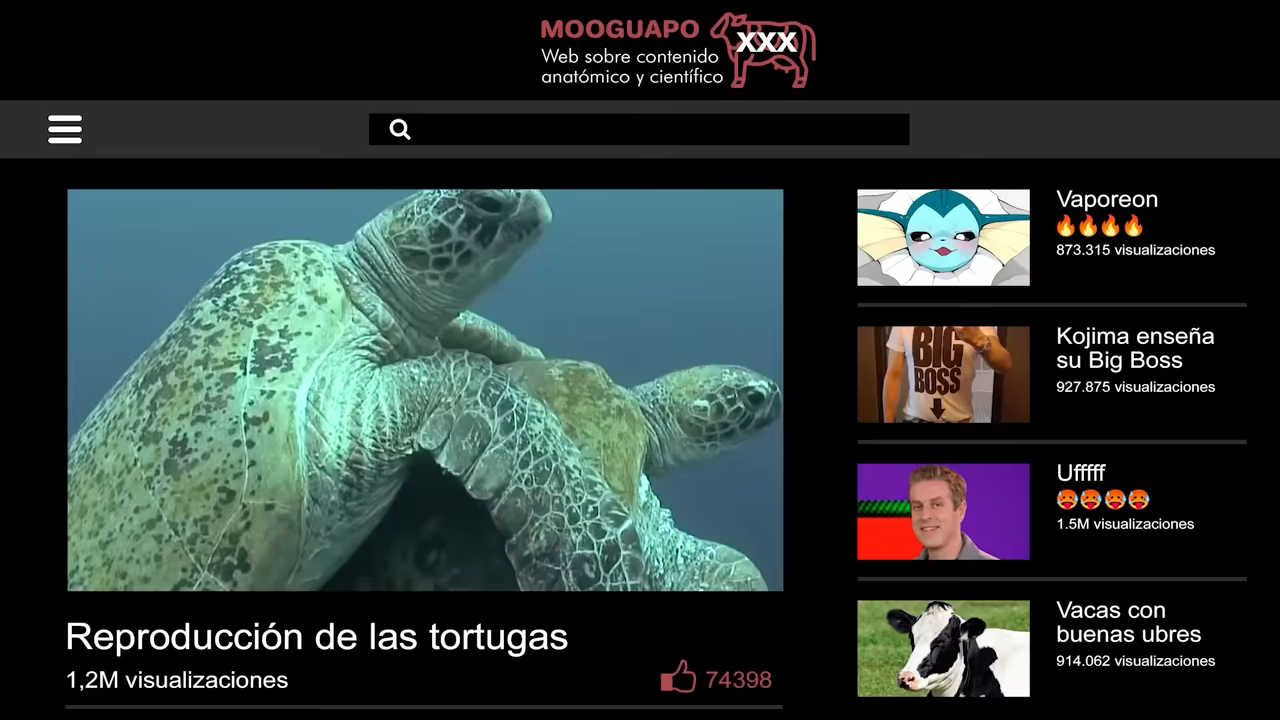 MOOGUAPO
XXX
Web sobre contenido
anatómico y científico
Reproducción de las tortugas
1,2M visualizaciones
74398
Vaporeon
🔥🔥🔥🔥
873.315 visualizaciones
BIG
BOSS
Kojima enseña
su Big Boss
927.875 visualizaciones
Ufffff
🥵🥵🥵🥵
1.5M visualizaciones
Vacas con
buenas ubres
914.062 visualizaciones